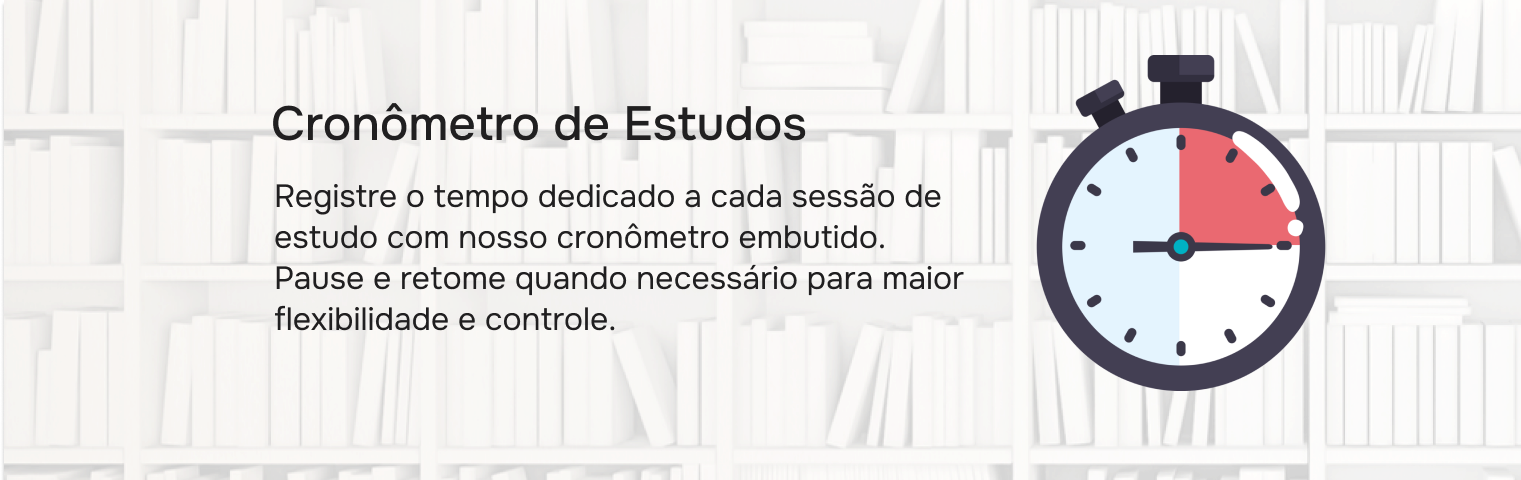 Cronômetro de Estudos
Registre o tempo dedicado a cada sessão de
estudo com nosso cronômetro embutido.
Pause e retome quando necessário para maior
flexibilidade e controle.